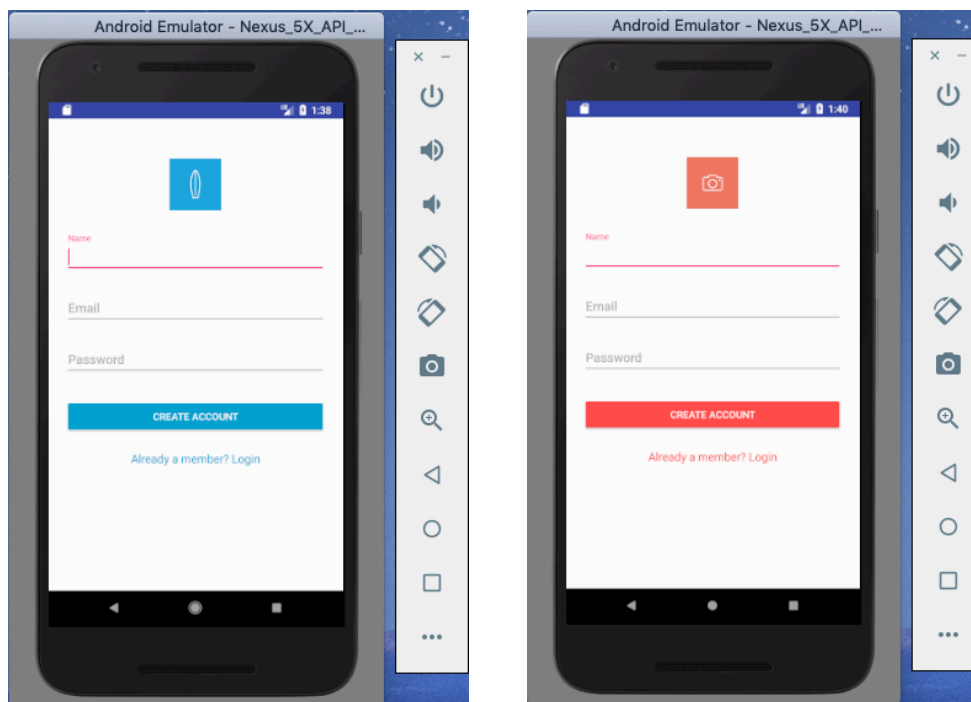 Android Emulator - Nexus_5X_API_...
1:38
Name
Email
Password
CREATE ACCOUNT
Already a member? Login
Android Emulator - Nexus_5X_API_...
1:40
Name
Email
Password
CREATE ACCOUNT
Already a member? Login